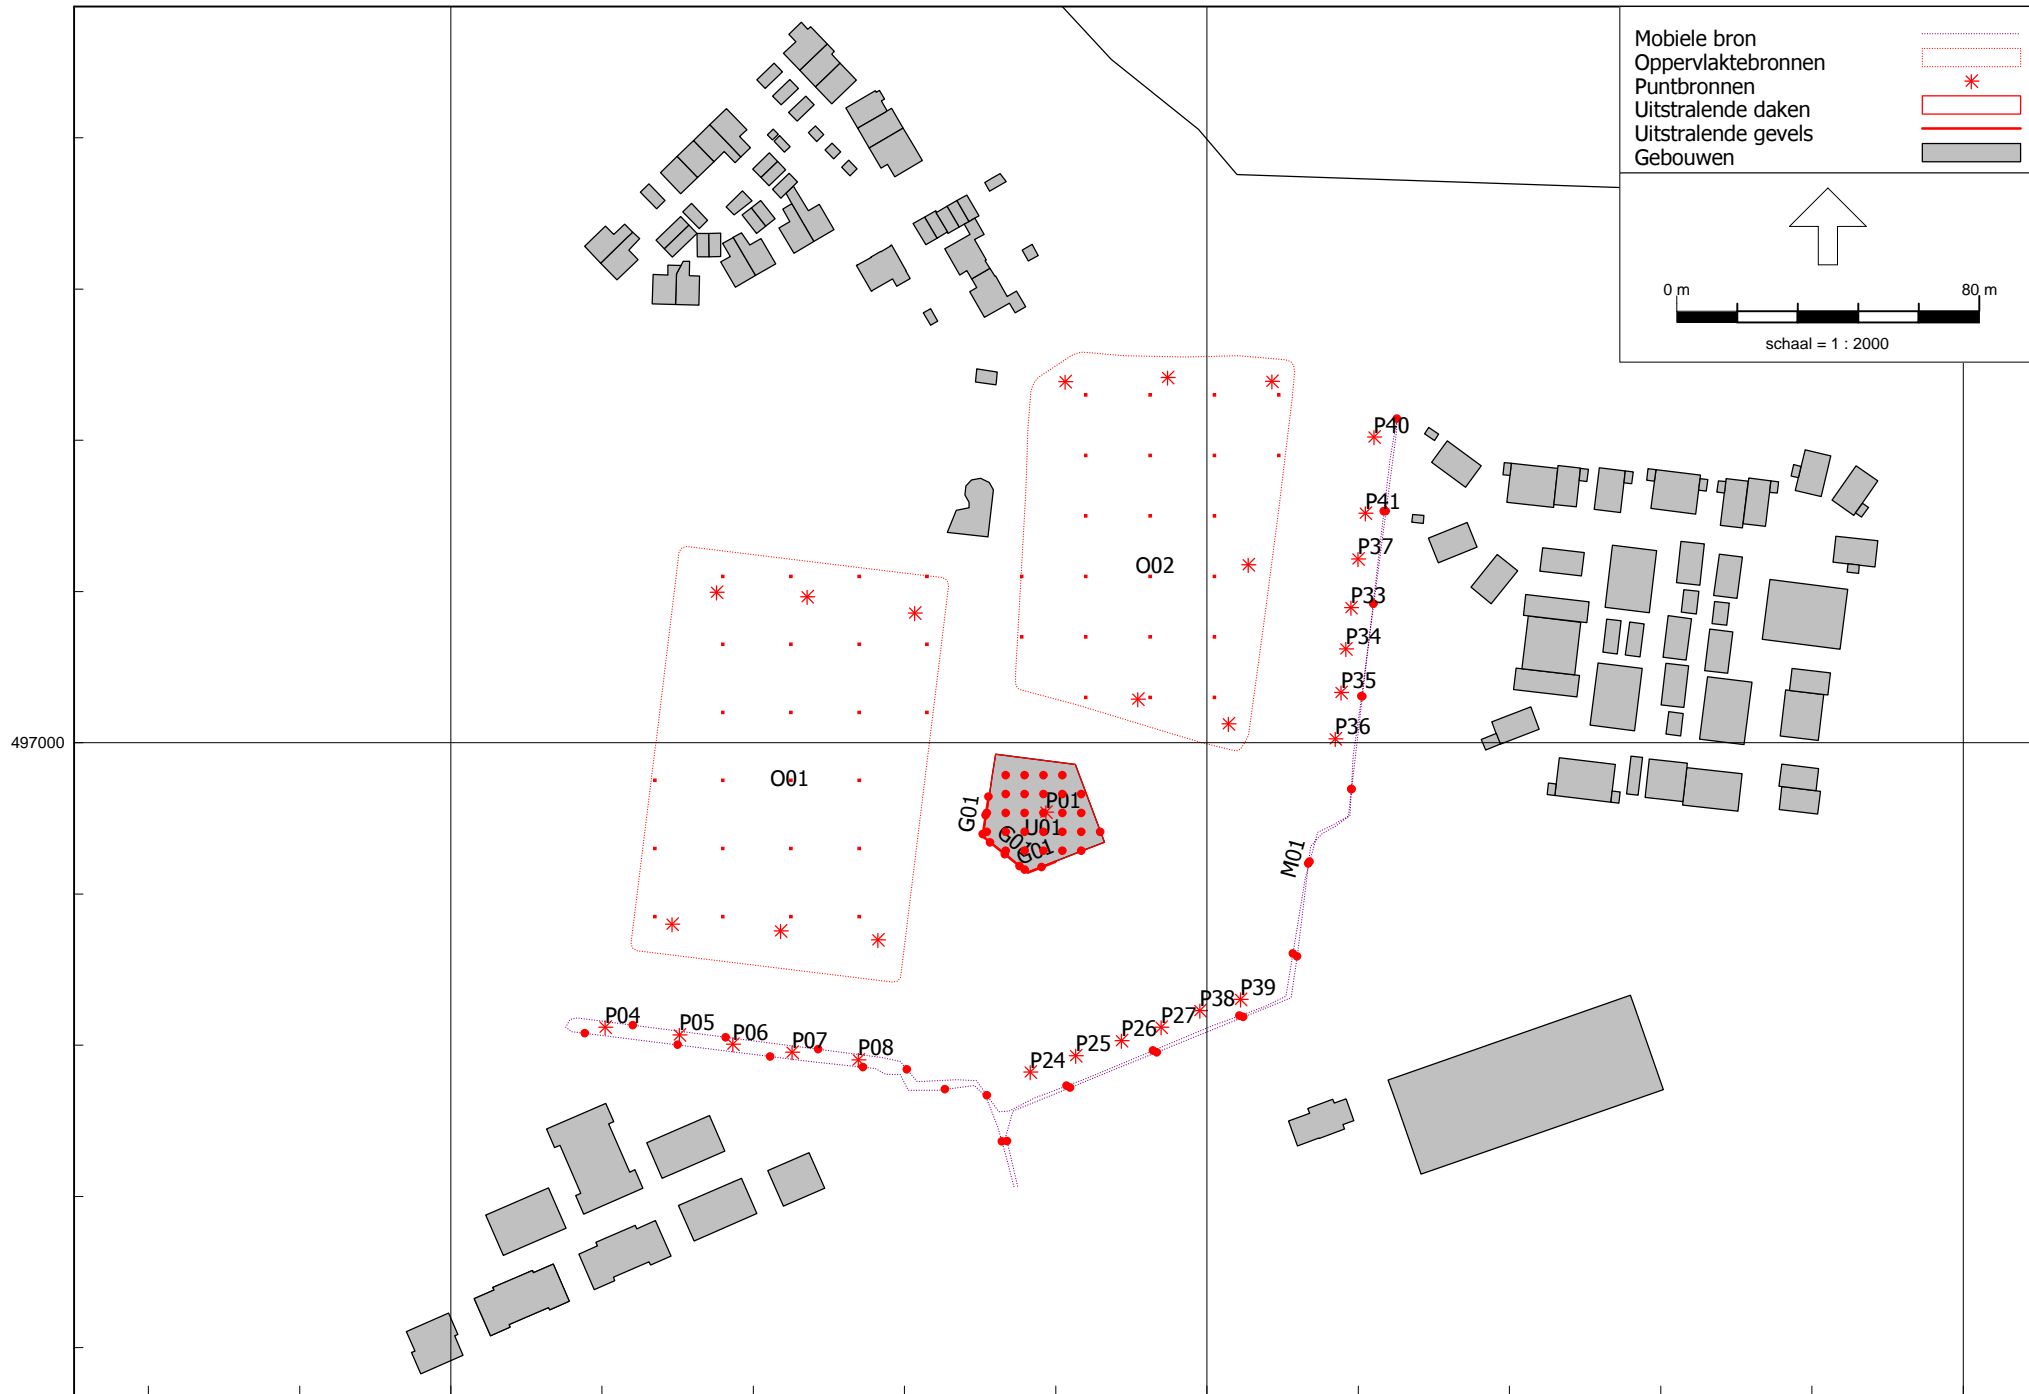 Mobiele bron
Oppervlaktebronnen
Puntbronnen
Uitstralende daken
Uitstralende gevels
Gebouwen
0 m 80 m
schaal = 1 : 2000
P40
P41
P37
O02
P33
P34
P35
P36
497000
O01
P01
G01
U01
G01
G01
M01
P39
P38
P04
P05
P27
P06
P26
P07
P25
P08
P24